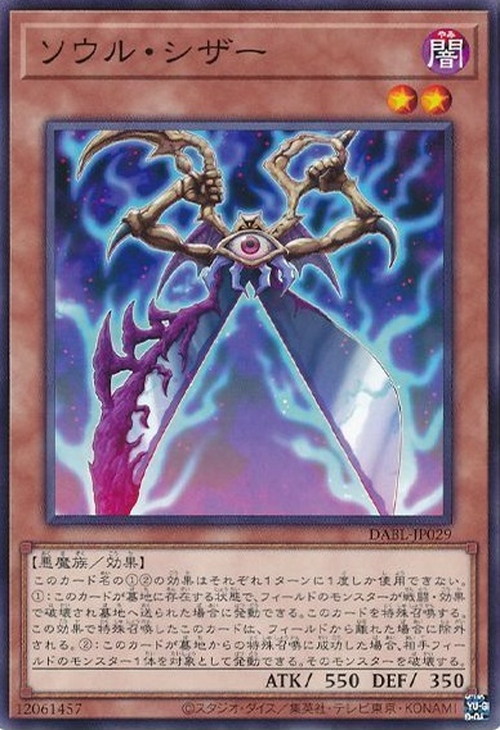 ソウル・シザー
やみ
闇
DABL-JP029
【悪魔族/効果】
このカード名の①②の効果はそれぞれ1ターンに1度しか使用できない。
①:このカードが墓地に存在する状態で、フィールドのモンスターが戦闘・効果
で破壊され墓地へ送られた場合に発動できる。このカードを特殊召喚する。
この効果で特殊召喚したこのカードは、フィールドから離れた場合に除外
される。②:このカードが墓地からの特殊召喚に成功した場合、相手フィー
ルドのモンスター1体を対象として発動できる。そのモンスターを破壊する。
ATK/ 550 DEF/ 350
12061457
©スタジオ・ダイス/集英社・テレビ東京・KONAMI